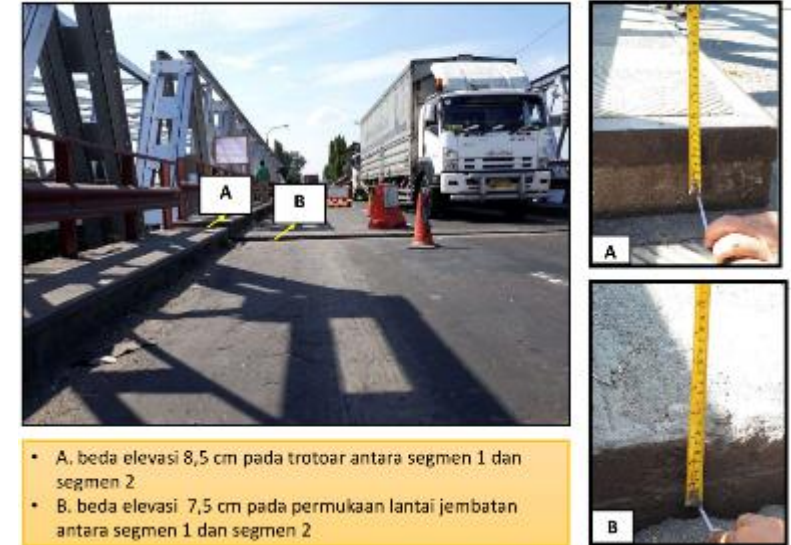 A
B
A
B
• A. beda elevasi 8,5 cm pada trotoar antara segmen 1 dan
segmen 2
• B. beda elevasi 7,5 cm pada permukaan lantai jembatan
antara segmen 1 dan segmen 2